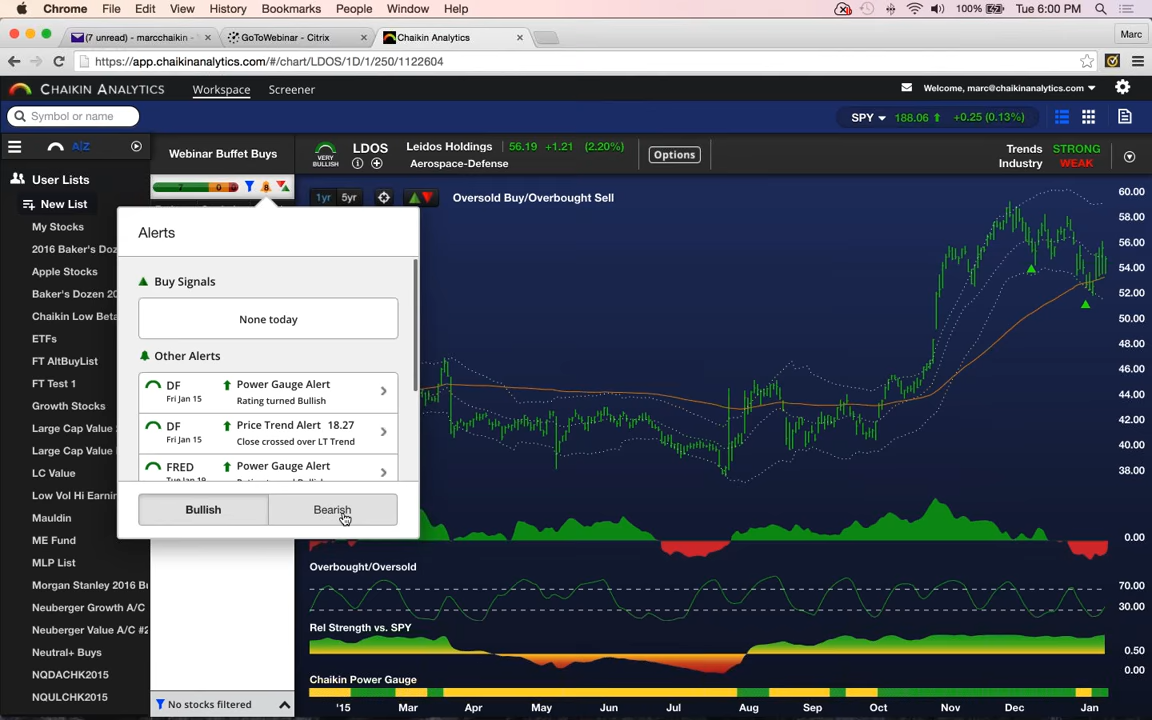 Chrome File Edit View History Bookmarks People Window Help 100% Tue 6:00 PM
(7 unread) - marcchaikin - GoToWebinar - Citrix Chaikin Analytics Marc
https://app.chaikinanalytics.com/#/chart/LDOS/1D/1/250/1122604
CHAIKIN ANALYTICS Workspace Screener Welcome, marc@chaikinanalytics.com
Symbol or name SPY 188.06 +0.25 (0.13%)
A|Z Webinar Buffet Buys
VERY BULLISH LDOS Leidos Holdings 56.19 +1.21 (2.20%) Options Trends STRONG
Aerospace-Defense Industry WEAK
User Lists
New List
My Stocks
2016 Baker's Doz
Apple Stocks
Baker's Dozen 20
Chaikin Low Beta
ETFs
FT AltBuyList
FT Test 1
Growth Stocks
Large Cap Value
Large Cap Value
LC Value
Low Vol Hi Earnin
Mauldin
ME Fund
MLP List
Morgan Stanley 2016 Bu
Neuberger Growth A/C
Neuberger Value A/C #2
Neutral+ Buys
NQDACHK2015
NQULCHK2015
7 0 8
Alerts
Buy Signals
None today
Other Alerts
DF Power Gauge Alert
Fri Jan 15 Rating turned Bullish
DF Price Trend Alert 18.27
Fri Jan 15 Close crossed over LT Trend
FRED Power Gauge Alert
Bullish Bearish
No stocks filtered
1yr 5yr Oversold Buy/Overbought Sell
60.00
58.00
56.00
54.00
52.00
50.00
48.00
46.00
44.00
42.00
40.00
38.00
0.00
Overbought/Oversold
70.00
30.00
Rel Strength vs. SPY
0.50
0.00
Chaikin Power Gauge
'15 Mar Apr May Jun Jul Aug Sep Oct Nov Dec Jan